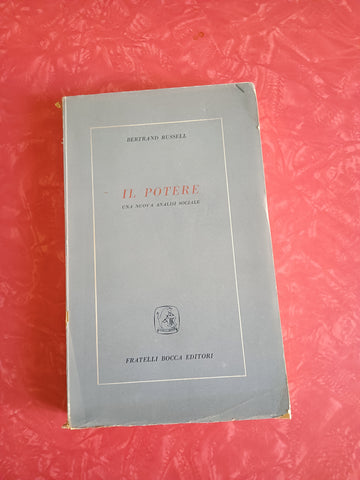 BERTRAND RUSSELL
IL POTERE
UNA NUOVA ANALISI SOCIALE
FRATELLI BOCCA EDITORI